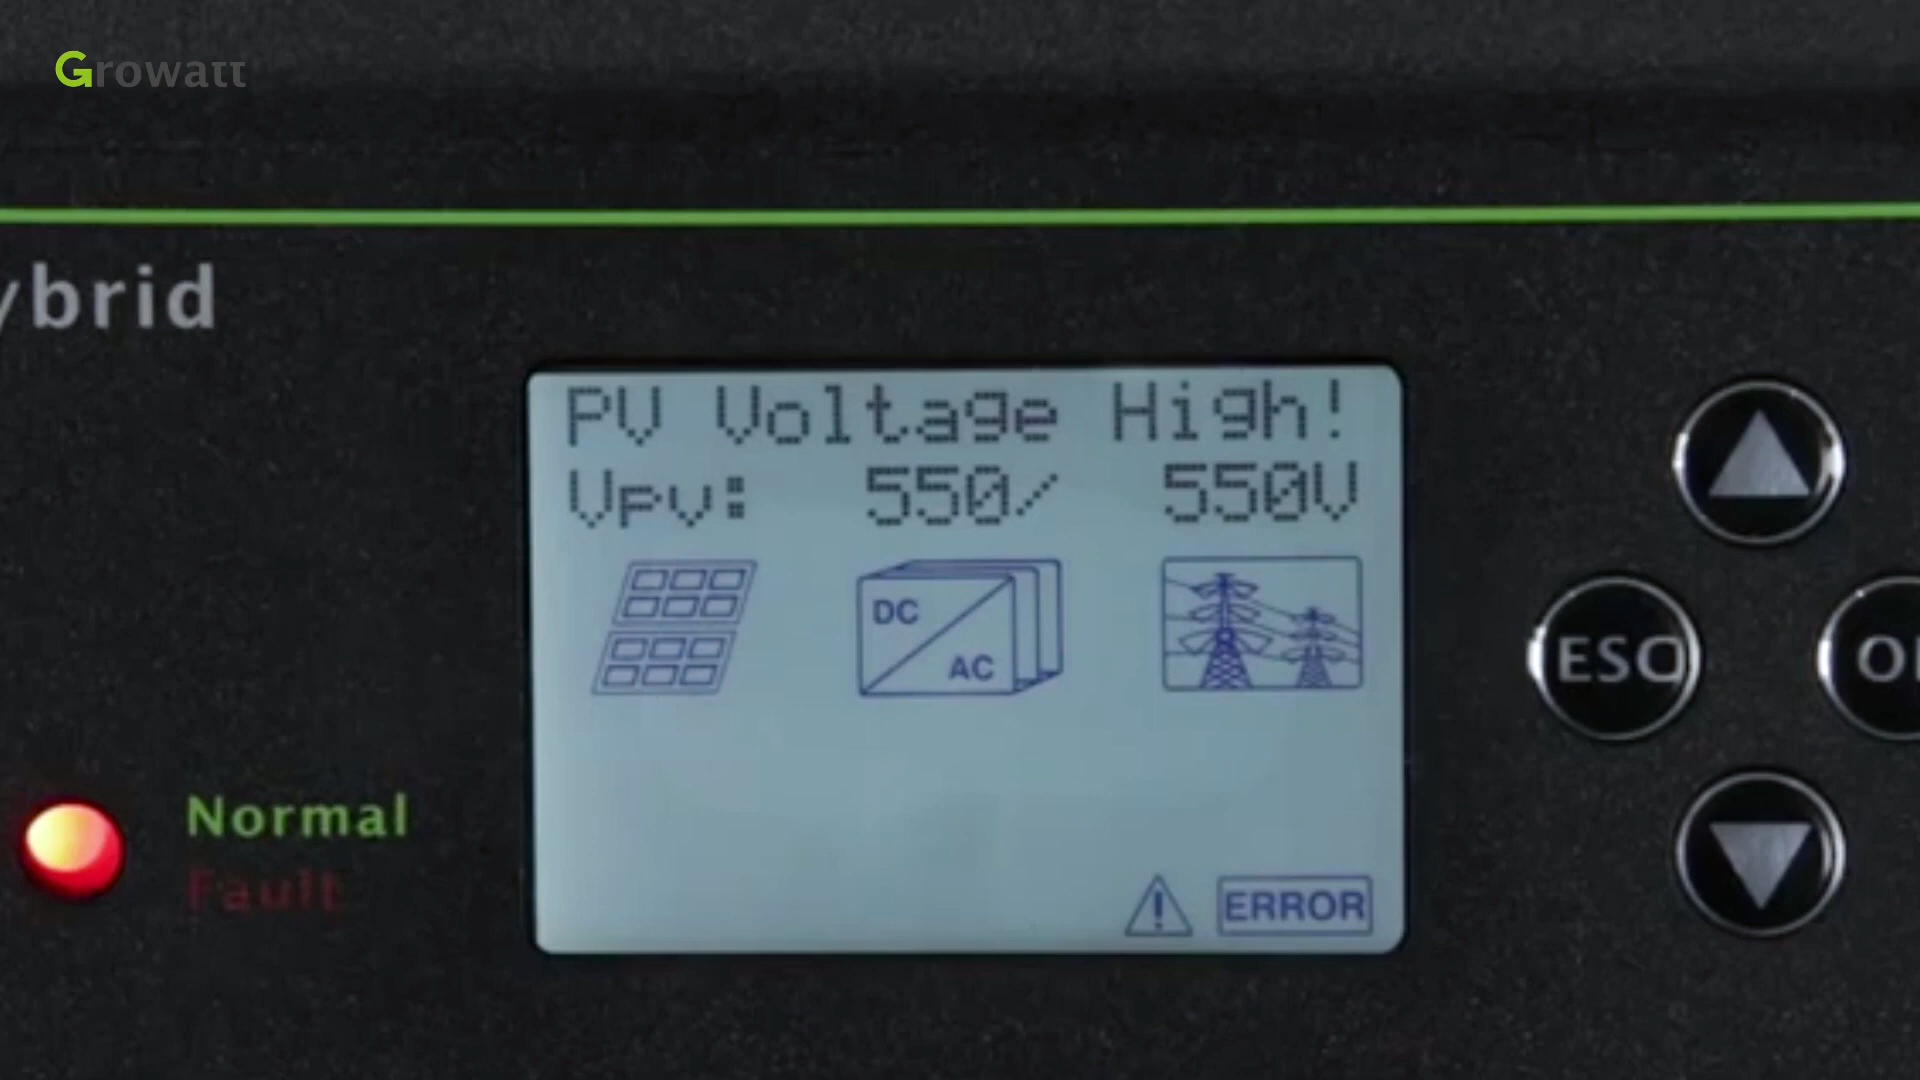 Growatt
ybrid
PV Voltage High!
Vpv: 550/ 550V
DC
AC
ESC
Normal
Fault
ERROR